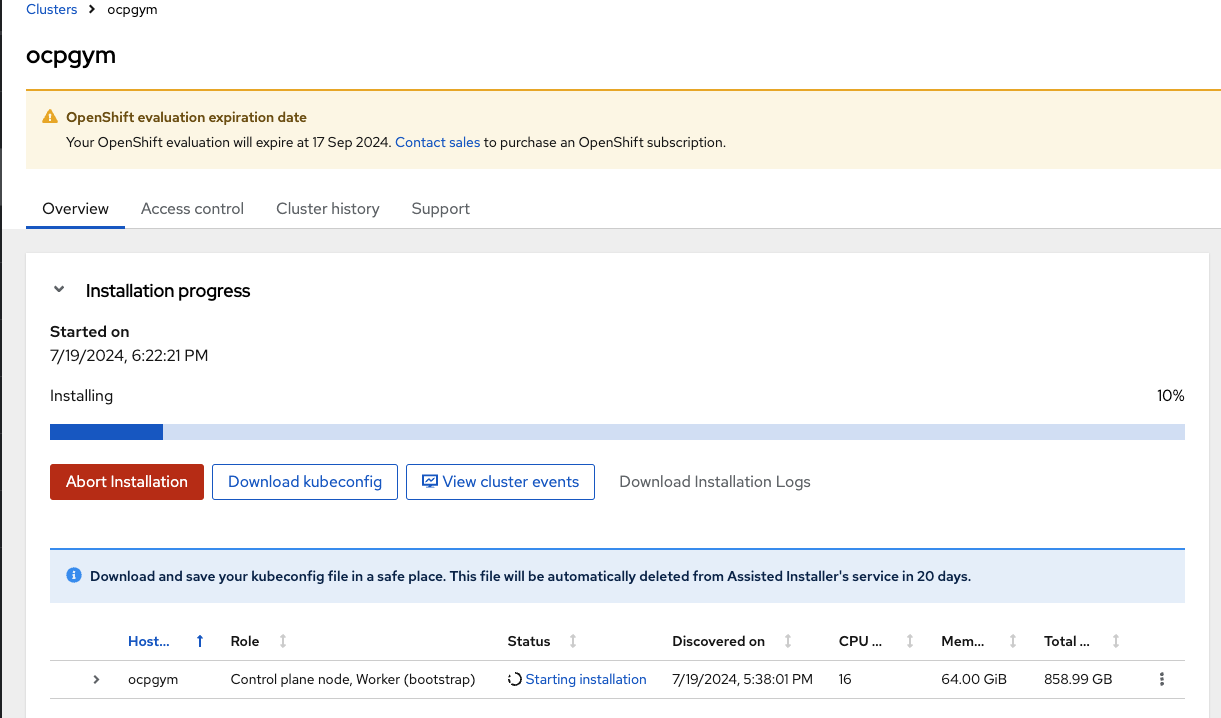 Clusters > ocpgym
ocpgym
OpenShift evaluation expiration date
Your OpenShift evaluation will expire at 17 Sep 2024. Contact sales to purchase an OpenShift subscription.
Overview Access control Cluster history Support
Installation progress
Started on
7/19/2024, 6:22:21 PM
Installing 10%
Abort Installation Download kubeconfig View cluster events Download Installation Logs
Download and save your kubeconfig file in a safe place. This file will be automatically deleted from Assisted Installer's service in 20 days.
Host... Role Status Discovered on CPU ... Mem... Total ...
ocpgym Control plane node, Worker (bootstrap) Starting installation 7/19/2024, 5:38:01 PM 16 64.00 GiB 858.99 GB